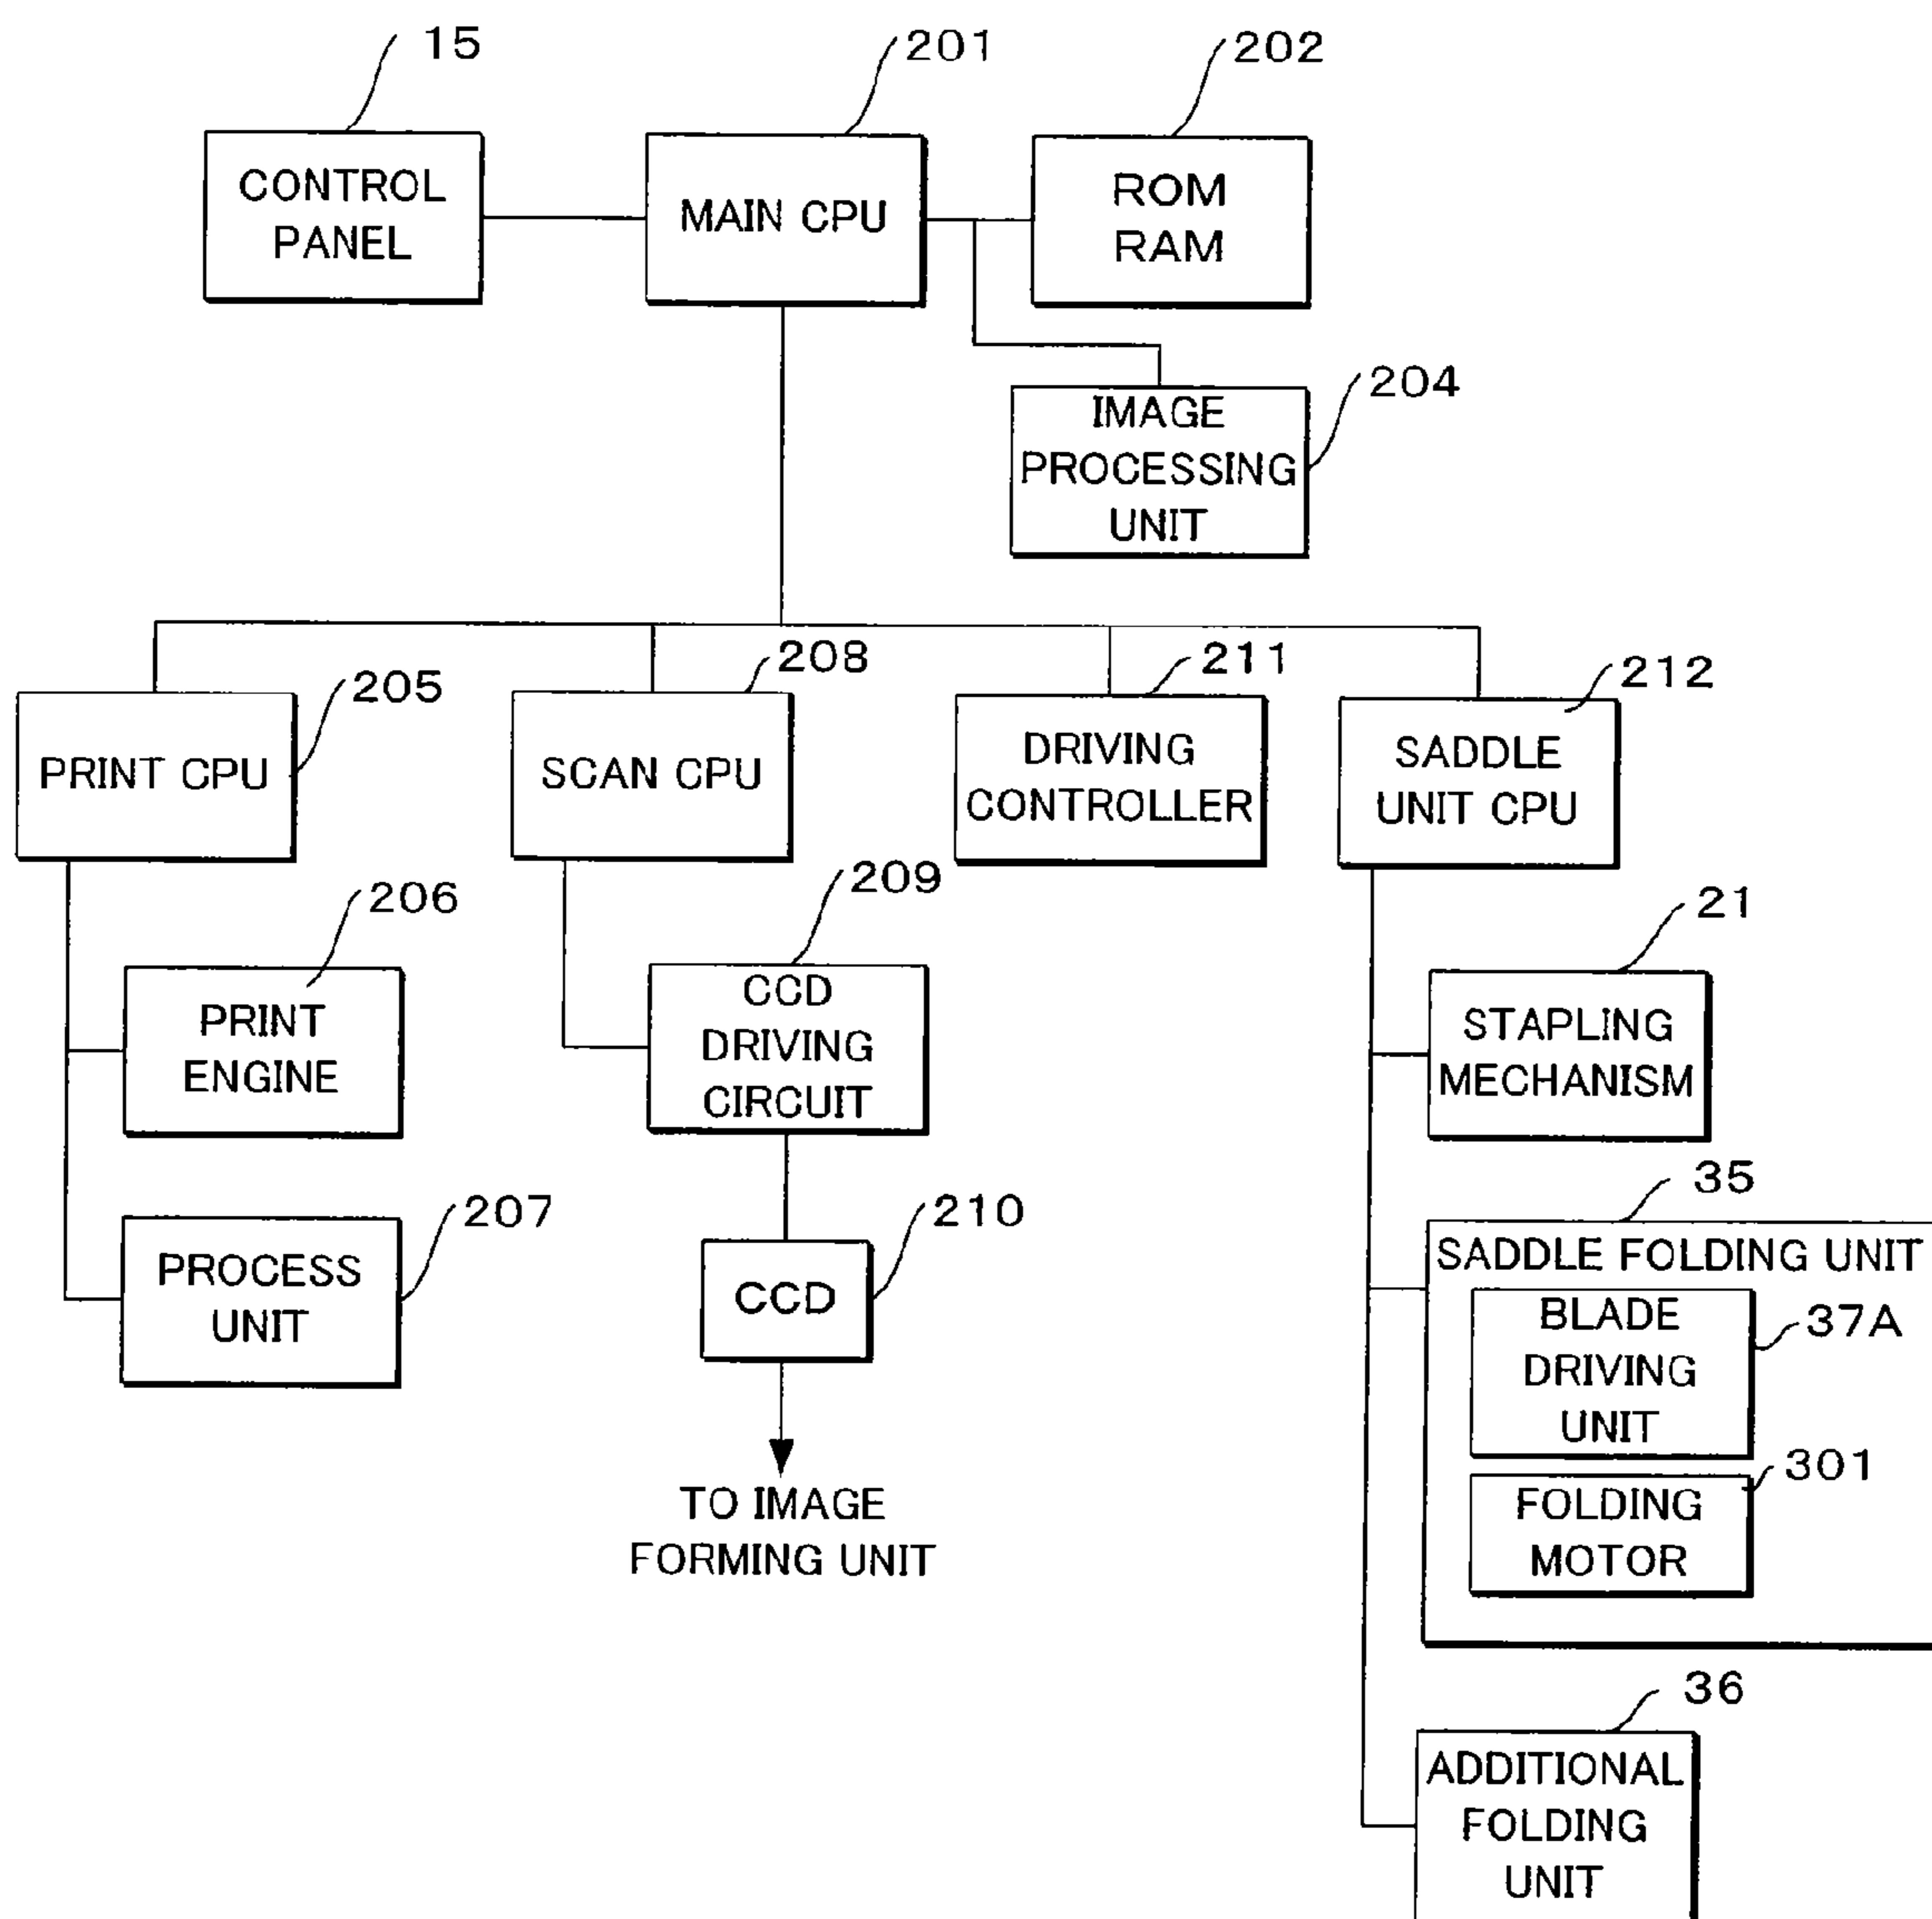 15
201
202
CONTROL
PANEL
MAIN CPU
ROM
RAM
204
IMAGE
PROCESSING
UNIT
205
208
211
212
PRINT CPU
SCAN CPU
DRIVING
CONTROLLER
SADDLE
UNIT CPU
206
PRINT
ENGINE
209
CCD
DRIVING
CIRCUIT
21
STAPLING
MECHANISM
207
PROCESS
UNIT
210
CCD
TO IMAGE
FORMING UNIT
35
SADDLE FOLDING UNIT
BLADE
DRIVING
UNIT
37A
301
FOLDING
MOTOR
36
ADDITIONAL
FOLDING
UNIT